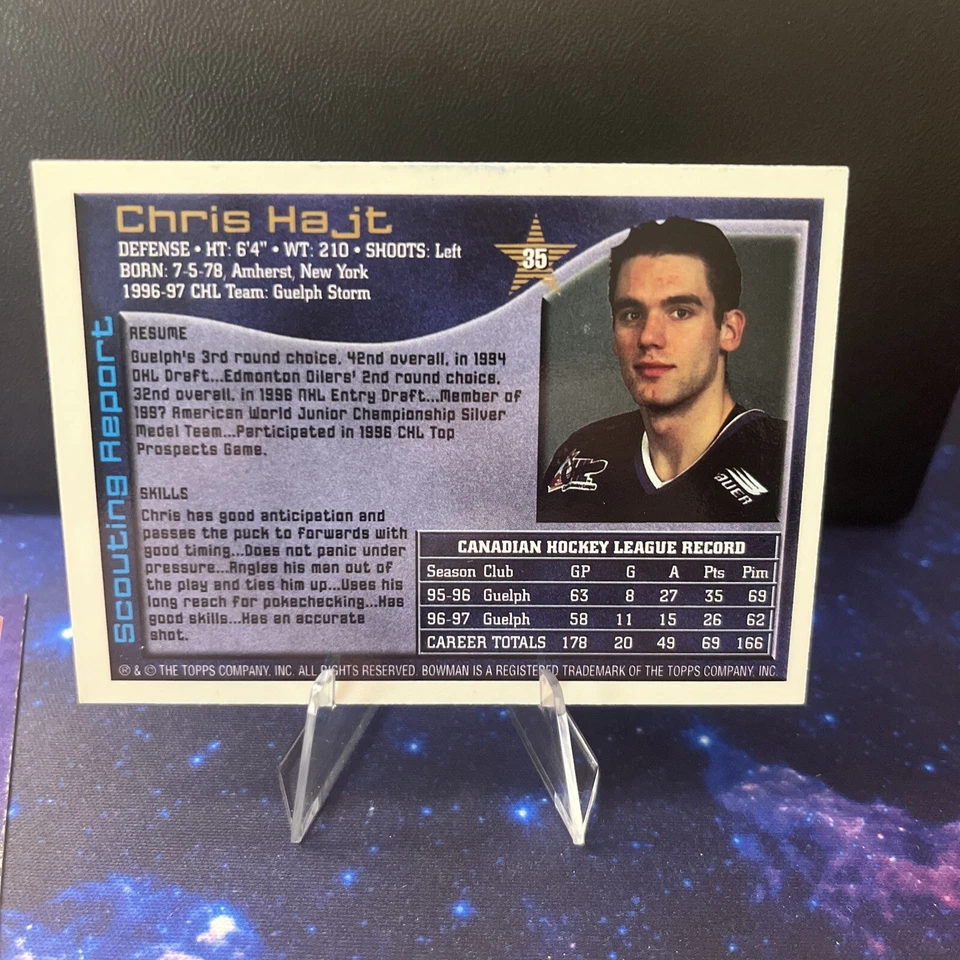 Chris Hajt
DEFENSE • HT: 6'4" • WT: 210 • SHOOTS: Left
BORN: 7-5-78, Amherst, New York
1996-97 CHL Team: Guelph Storm
35
Scouting Report
RESUME
Guelph's 3rd round choice, 42nd overall, in 1994
OHL Draft...Edmonton Oilers' 2nd round choice,
32nd overall, in 1996 NHL Entry Draft...Member of
1997 American World Junior Championship Silver
Medal Team...Participated in 1996 CHL Top
Prospects Game.
SKILLS
Chris has good anticipation and
passes the puck to forwards with
good timing...Does not panic under
pressure...Angles his man out of
the play and ties him up...Uses his
long reach for pokechecking...Has
good skills...Has an accurate
shot.
BAUER
CANADIAN HOCKEY LEAGUE RECORD
Season Club GP G A Pts Pim
95-96 Guelph 63 8 27 35 69
96-97 Guelph 58 11 15 26 62
CAREER TOTALS 178 20 49 69 166
® & © THE TOPPS COMPANY, INC. ALL RIGHTS RESERVED. BOWMAN IS A REGISTERED TRADEMARK OF THE TOPPS COMPANY, INC.